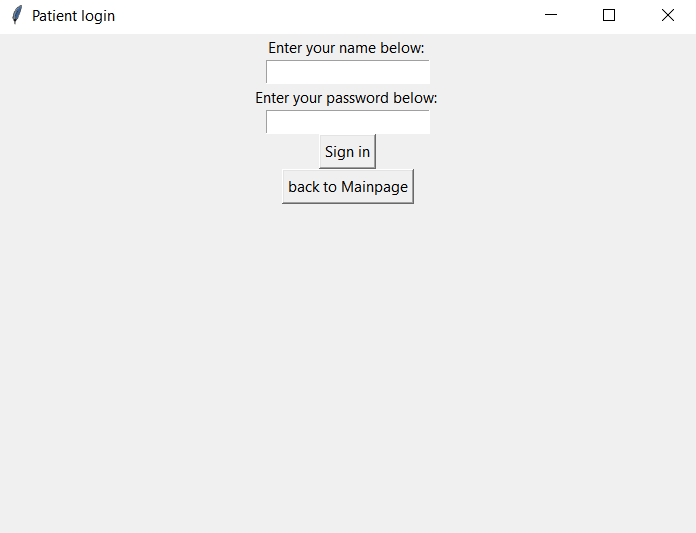 Patient login
Enter your name below:
Enter your password below:
Sign in
back to Mainpage